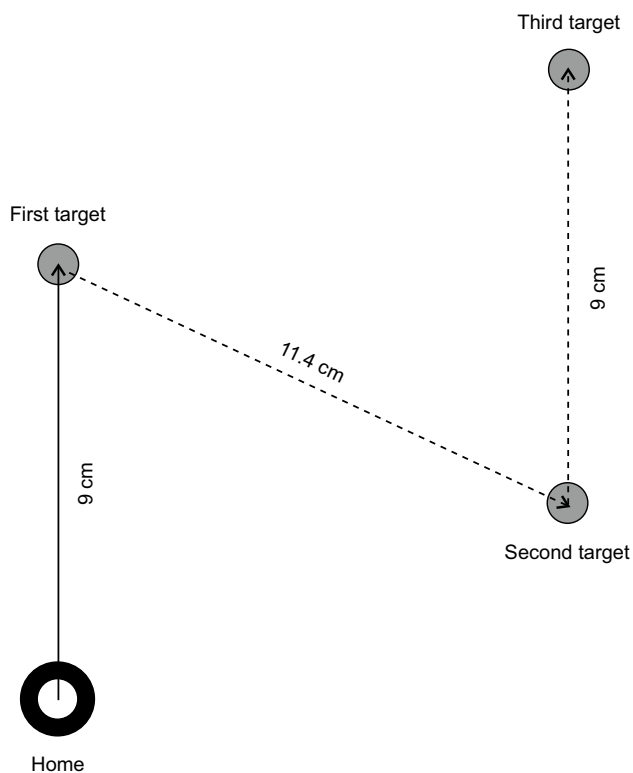 Third target
First target
9 cm
11.4 cm
9 cm
Second target
Home